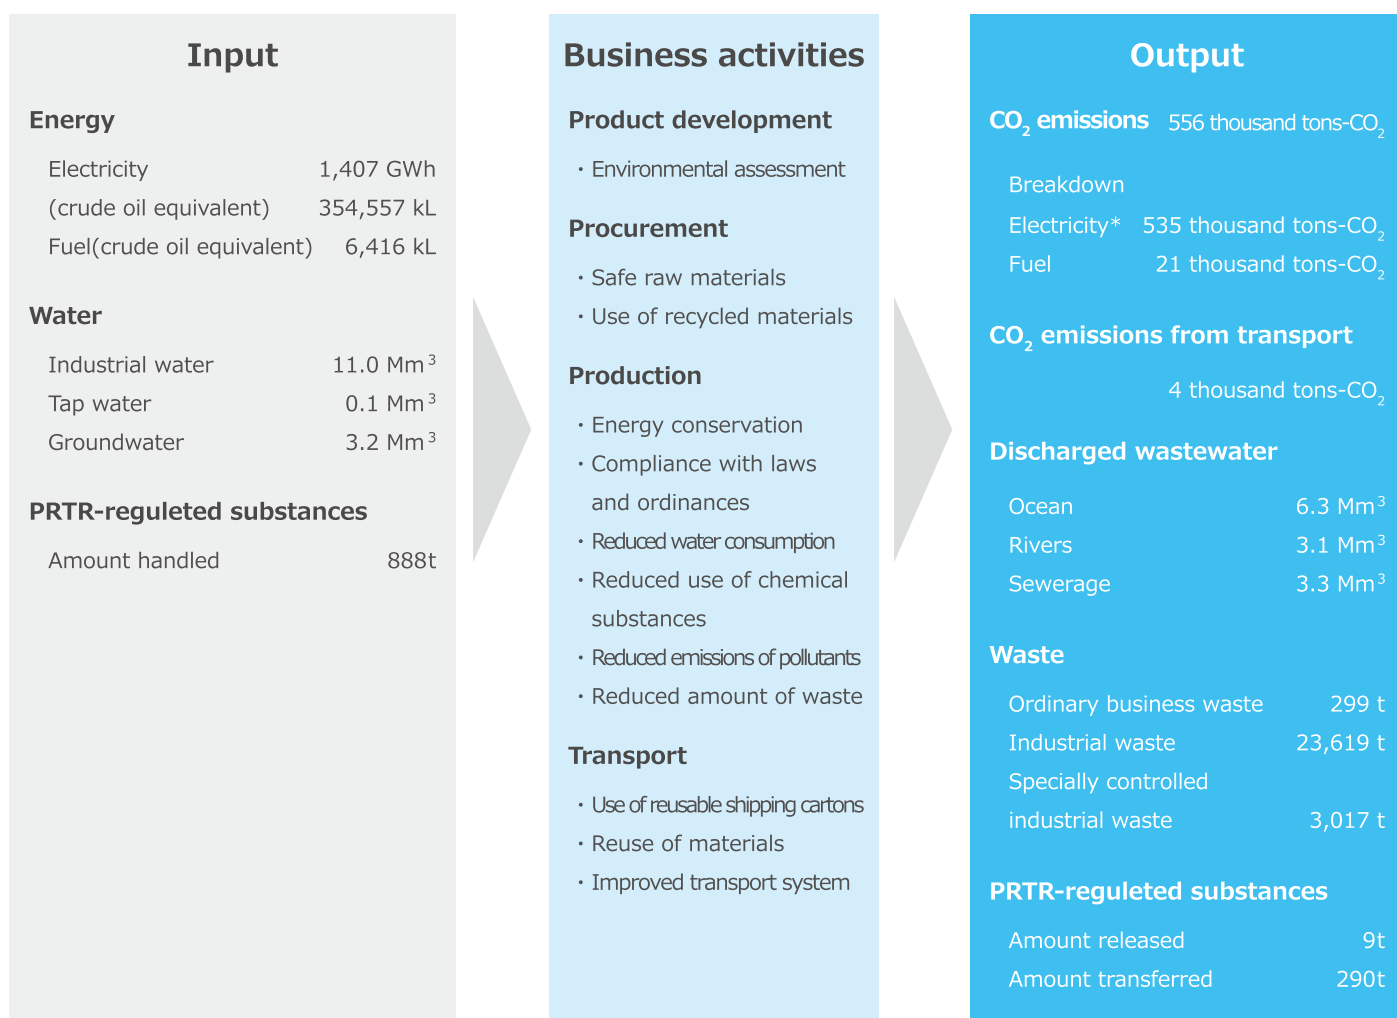 Input
Energy
Electricity 1,407 GWh
(crude oil equivalent) 354,557 kL
Fuel(crude oil equivalent) 6,416 kL
Water
Industrial water 11.0 Mm³
Tap water 0.1 Mm³
Groundwater 3.2 Mm³
PRTR-reguleted substances
Amount handled 888t
Business activities
Product development
・Environmental assessment
Procurement
・Safe raw materials
・Use of recycled materials
Production
・Energy conservation
・Compliance with laws
and ordinances
・Reduced water consumption
・Reduced use of chemical
substances
・Reduced emissions of pollutants
・Reduced amount of waste
Transport
・Use of reusable shipping cartons
・Reuse of materials
・Improved transport system
Output
CO₂ emissions 556 thousand tons-CO₂
Breakdown
Electricity* 535 thousand tons-CO₂
Fuel 21 thousand tons-CO₂
CO₂ emissions from transport
4 thousand tons-CO₂
Discharged wastewater
Ocean 6.3 Mm³
Rivers 3.1 Mm³
Sewerage 3.3 Mm³
Waste
Ordinary business waste 299 t
Industrial waste 23,619 t
Specially controlled
industrial waste 3,017 t
PRTR-reguleted substances
Amount released 9t
Amount transferred 290t